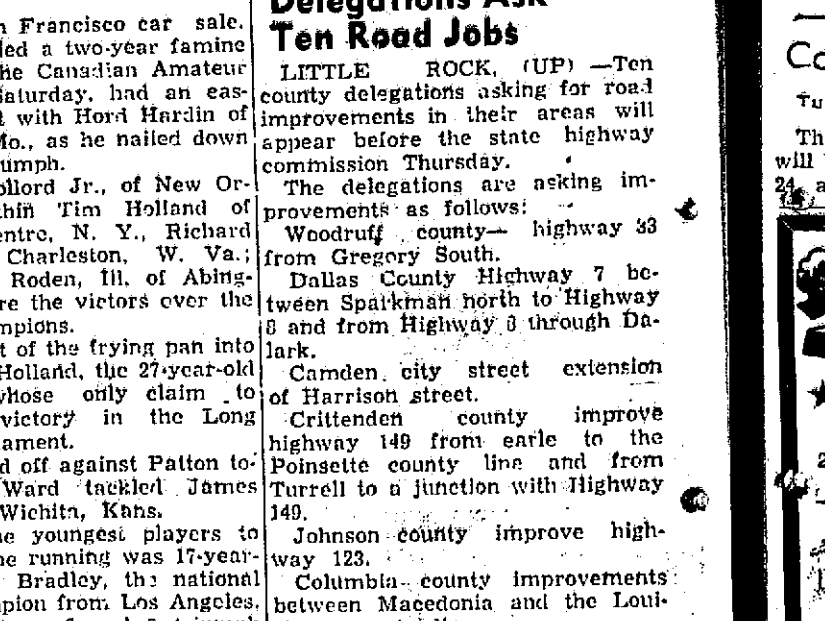 n Francisco car sale.
led a two-year famine
he Canadian Amateur
Saturday, had an eas-
t with Hord Hardin of
Mo., as he nailed down
umph.
ollord Jr., of New Or-
thin Tim Holland of
entre, N. Y., Richard
Charleston, W. Va.;
Roden, III, of Abing-
re the victors over the
mpions.
t of the frying pan into
Holland, the 27-year-old
whose only claim to
victory in the Long
ament.
d off against Patton to-
Ward tackled James
Wichita, Kans.
e youngest players to
he running was 17-year-
Bradley, the national
pion from Los Angeles,
Delegations Ask
Ten Road Jobs
LITTLE ROCK, (UP) —Ten
county delegations asking for road
improvements in their areas will
appear before the state highway
commission Thursday.
The delegations are asking im-
provements as follows:
Woodruff county— highway 33
from Gregory South.
Dallas County Highway 7 be-
tween Sparkman north to Highway
8 and from Highway 8 through Da-
lark.
Camden city street extension
of Harrison street.
Crittenden county improve
highway 149 from earle to the
Poinsette county line and from
Turrell to a junction with Highway
149.
Johnson county improve high-
way 123.
Columbia county improvements
between Macedonia and the Loui-
Co
Tu
Th
will
24, a